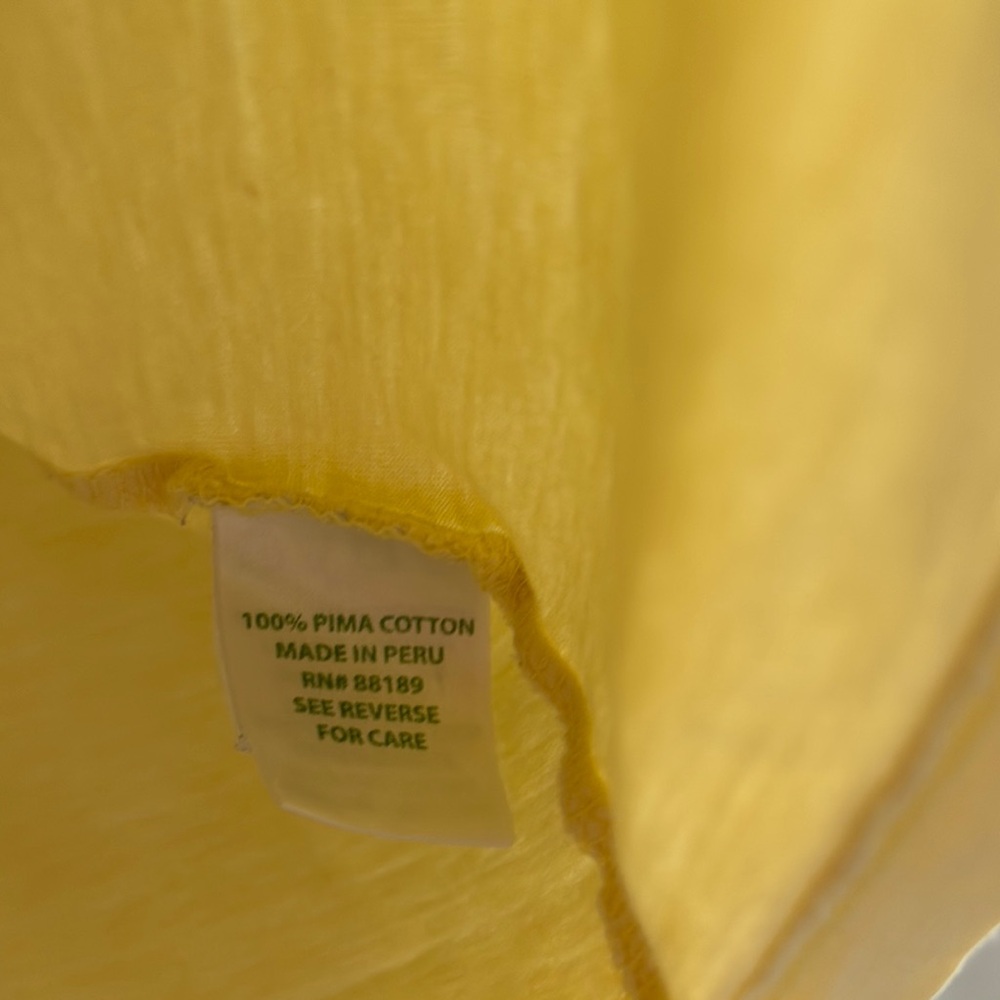 100% PIMA COTTON
MADE IN PERU
RN# 88189
SEE REVERSE
FOR CARE